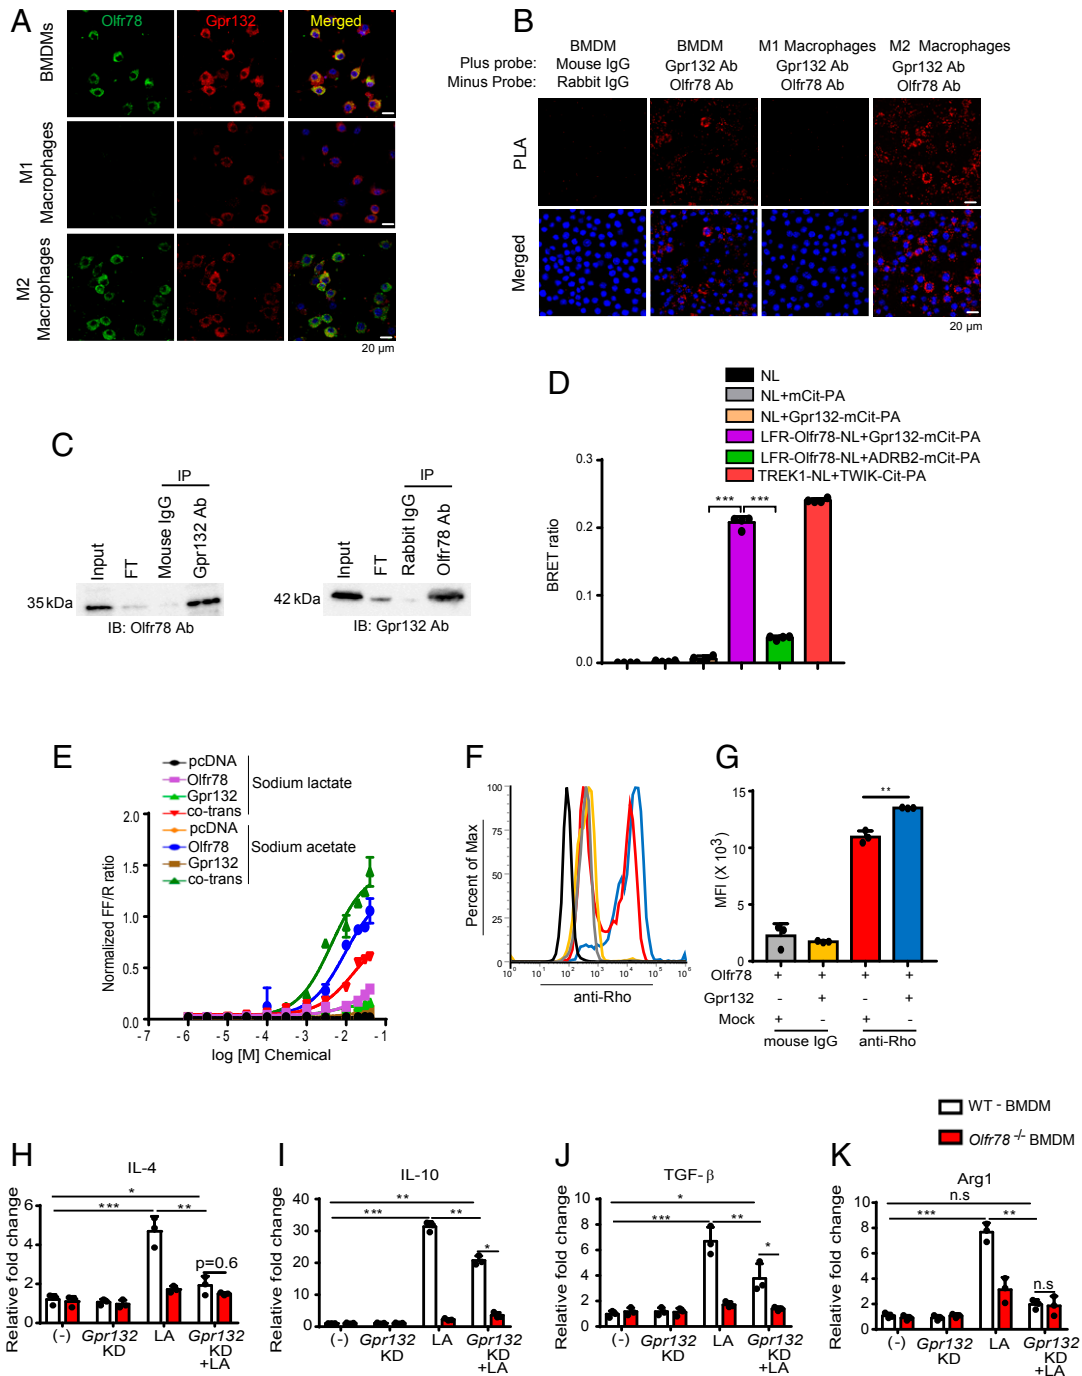 A
Olfr78
Gpr132
Merged
BMDMs
M1
Macrophages
M2
Macrophages
20 µm
B
BMDM
BMDM
M1 Macrophages
M2 Macrophages
Plus probe:
Mouse IgG
Gpr132 Ab
Gpr132 Ab
Gpr132 Ab
Minus Probe:
Rabbit IgG
Olfr78 Ab
Olfr78 Ab
Olfr78 Ab
PLA
Merged
20 µm
C
IP
Input
FT
Mouse IgG
Gpr132 Ab
35 kDa
IB: Olfr78 Ab
IP
Input
FT
Rabbit IgG
Olfr78 Ab
42 kDa
IB: Gpr132 Ab
D
NL
NL+mCit-PA
NL+Gpr132-mCit-PA
LFR-Olfr78-NL+Gpr132-mCit-PA
LFR-Olfr78-NL+ADRB2-mCit-PA
TREK1-NL+TWIK-Cit-PA
BRET ratio
0.3
0.2
0.1
0.0
*** ***
E
pcDNA
Olfr78
Gpr132
co-trans
Sodium lactate
pcDNA
Olfr78
Gpr132
co-trans
Sodium acetate
Normalized FF/R ratio
2.0
1.5
1.0
0.5
0.0
-7 -6 -5 -4 -3 -2 -1
log [M] Chemical
F
Percent of Max
100
75
50
25
0
10⁰ 10¹ 10² 10³ 10⁴ 10⁵ 10⁶
anti-Rho
G
MFI (X 10³)
15
10
5
0
**
Olfr78 + + + +
Gpr132 - + - +
Mock + - + -
mouse IgG
anti-Rho
WT - BMDM
Olfr78 -/- BMDM
H
IL-4
Relative fold change
6
4
2
0
*
*** **
p=0.6
(-)
Gpr132
KD
LA
Gpr132
KD
+LA
I
IL-10
Relative fold change
40
30
20
10
0
**
*** **
*
(-)
Gpr132
KD
LA
Gpr132
KD
+LA
J
TGF-β
Relative fold change
10
8
6
4
2
0
*
*** **
*
(-)
Gpr132
KD
LA
Gpr132
KD
+LA
K
Arg1
Relative fold change
10
8
6
4
2
0
n.s
*** **
n.s
(-)
Gpr132
KD
LA
Gpr132
KD
+LA